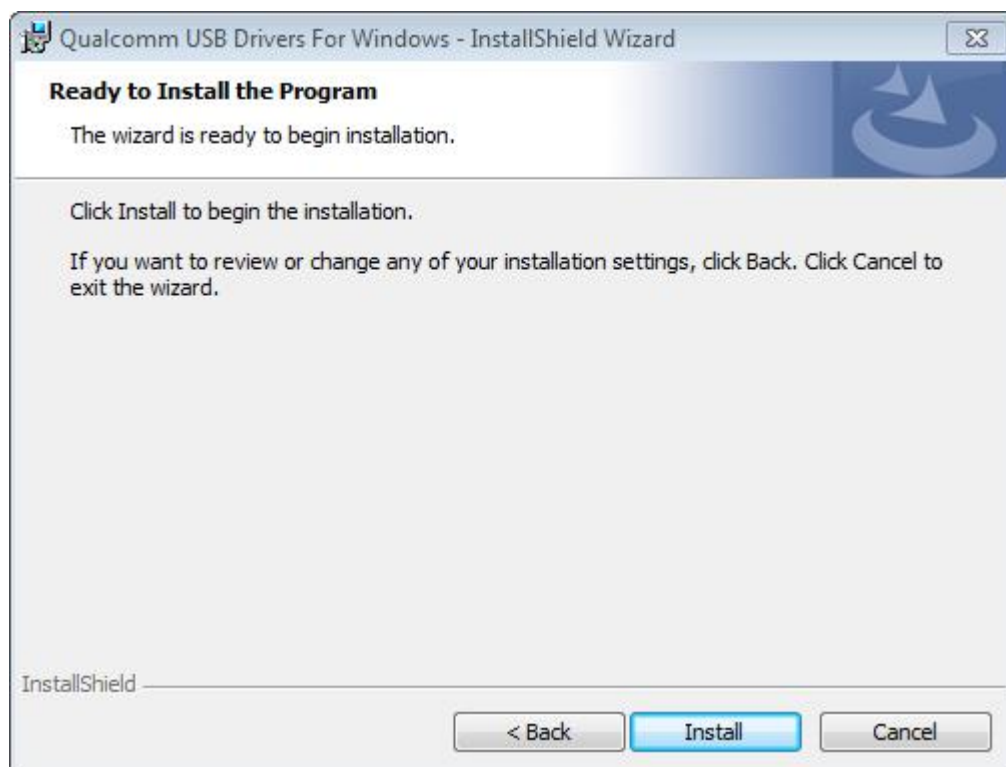 Qualcomm USB Drivers For Windows - InstallShield Wizard
Ready to Install the Program
The wizard is ready to begin installation.
Click Install to begin the installation.
If you want to review or change any of your installation settings, click Back. Click Cancel to
exit the wizard.
InstallShield
< Back
Install
Cancel